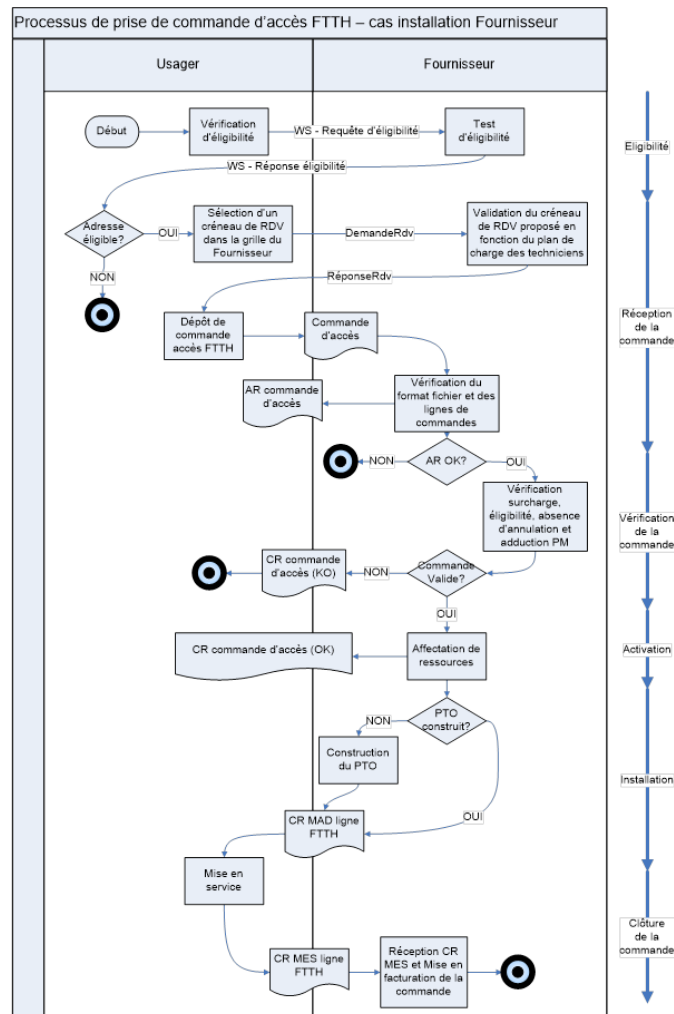 Processus de prise de commande d'accès FTTH – cas installation Fournisseur
Usager
Fournisseur
Début
Vérification
d'éligibilité
WS - Requête d'éligibilité
Test
d'éligibilité
Eligibilité
WS - Réponse éligibilité
Adresse
éligible?
OUI
Sélection d'un
créneau de RDV
dans la grille du
Fournisseur
DemandeRdv
Validation du créneau
de RDV proposé en
fonction du plan de
charge des techniciens
NON
RéponseRdv
Réception
de la
commande
Dépôt de
commande
accès FTTH
Commande
d'accès
AR commande
d'accès
Vérification du
format fichier et des
lignes de
commandes
NON
AR OK?
OUI
Vérification
surcharge,
éligibilité, absence
d'annulation et
adduction PM
Vérification
de la
commande
CR commande
d'accès (KO)
NON
Commande
Valide?
OUI
CR commande d'accès (OK)
Affectation de
ressources
Activation
NON
PTO
construit?
Construction
du PTO
Installation
OUI
CR MAD ligne
FTTH
Mise en
service
Clôture
de la
commande
CR MES ligne
FTTH
Réception CR
MES et Mise en
facturation de la
commande